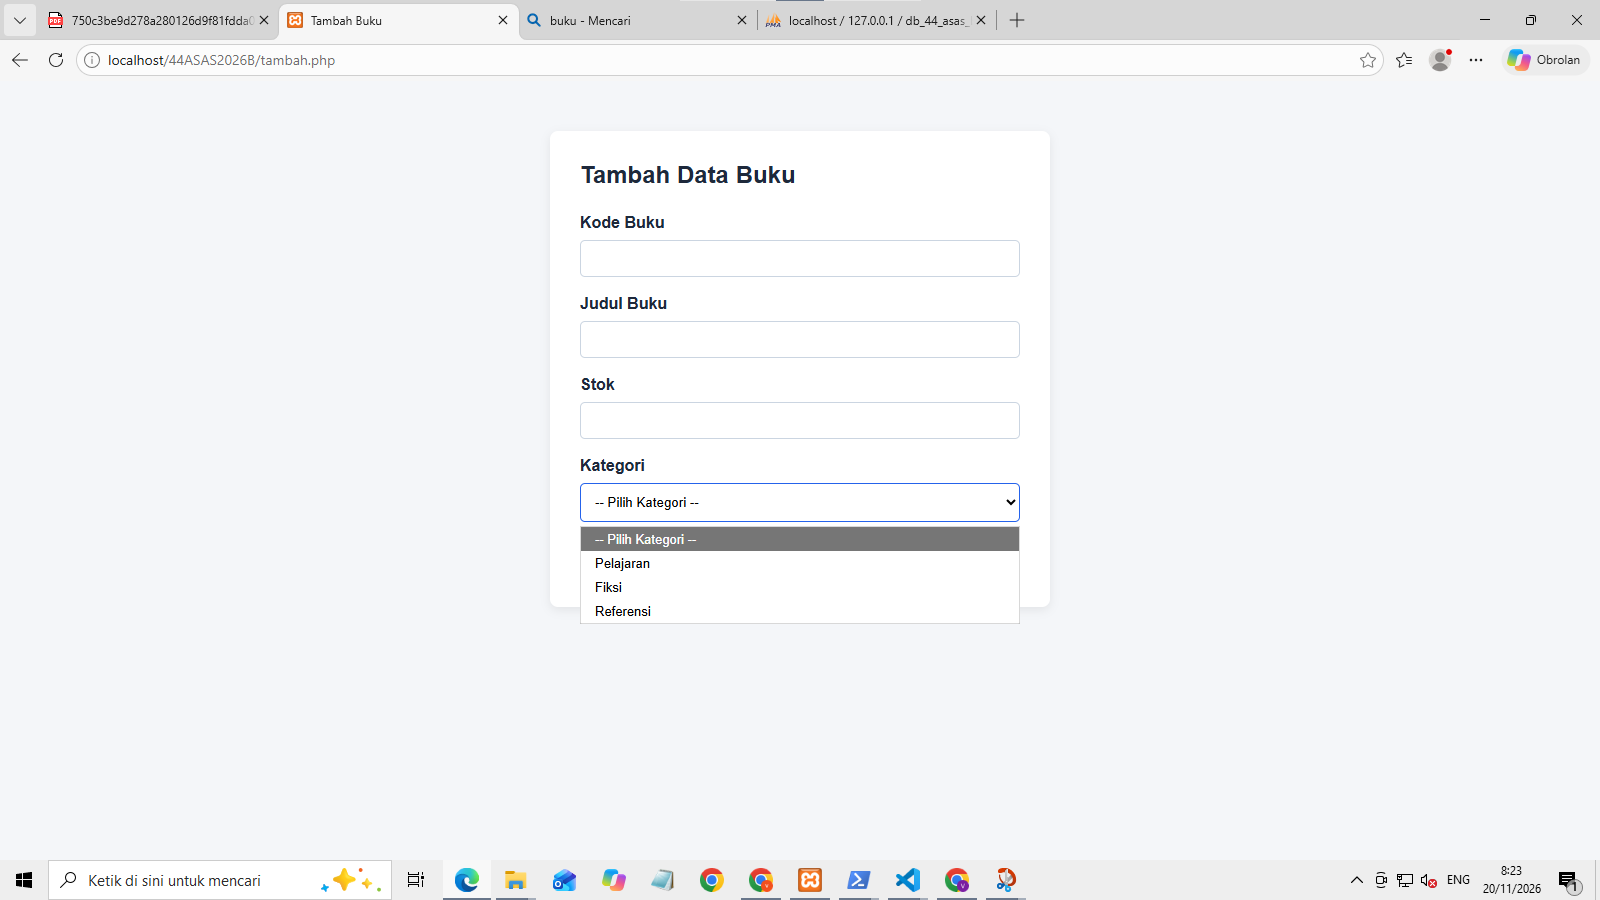 750c3be9d278a280126d9f81fdda
Tambah Buku
buku - Mencari
localhost / 127.0.0.1 / db_44_asas_
localhost/44ASAS2026B/tambah.php
Obrolan
Tambah Data Buku
Kode Buku
Judul Buku
Stok
Kategori
-- Pilih Kategori --
-- Pilih Kategori --
Pelajaran
Fiksi
Referensi
Ketik di sini untuk mencari
ENG
8:23
20/11/2026
1